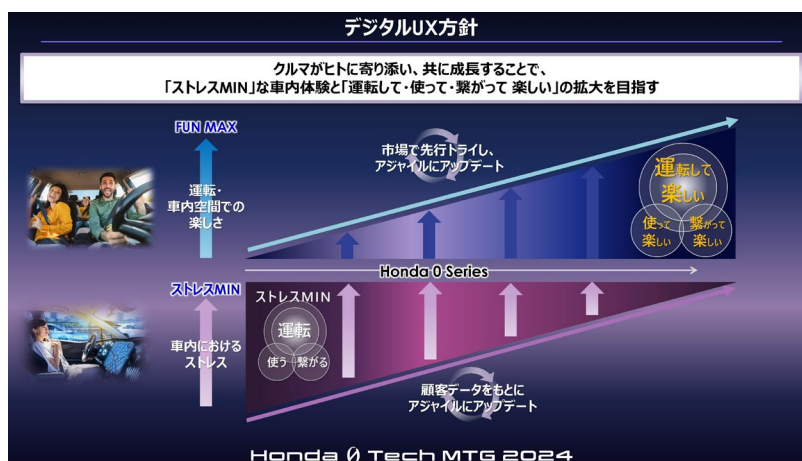 デジタルUX方針
クルマがヒトに寄り添い、共に成長することで、
「ストレスMIN」な車内体験と「運転して・使って・繋がって 楽しい」の拡大を目指す
FUN MAX
市場で先行トライし、
アジャイルにアップデート
運転・
車内空間での
楽しさ
運転して
楽しい
使って
楽しい
繋がって
楽しい
Honda 0 Series
ストレスMIN
ストレスMIN
運転
使う
繋がる
車内における
ストレス
顧客データをもとに
アジャイルにアップデート
Honda 0 Tech MTG 2024